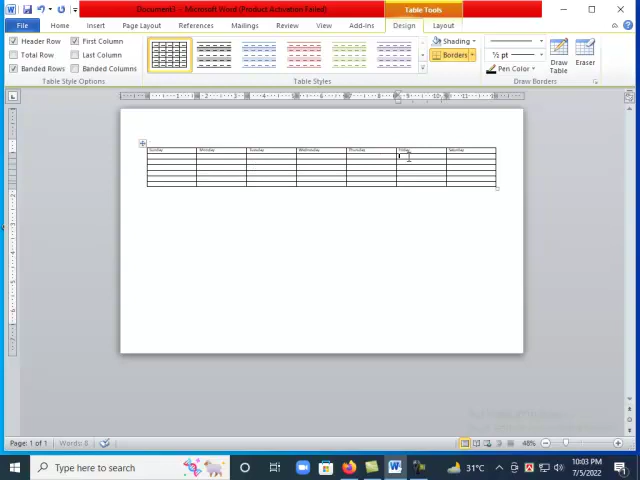 Document1 - Microsoft Word (Product Activation Failed)
Table Tools
File Home Insert Page Layout References Mailings Review View Add-Ins Design Layout
Header Row First Column Shading
Total Row Last Column Borders
Banded Rows Banded Columns
½ pt
Pen Color
Draw Table Eraser
Table Style Options Table Styles Draw Borders
Sunday Monday Tuesday Wednesday Thursday Friday Saturday
Page: 1 of 1 Words: 8 48%
Type here to search
31°C
10:03 PM
7/5/2022